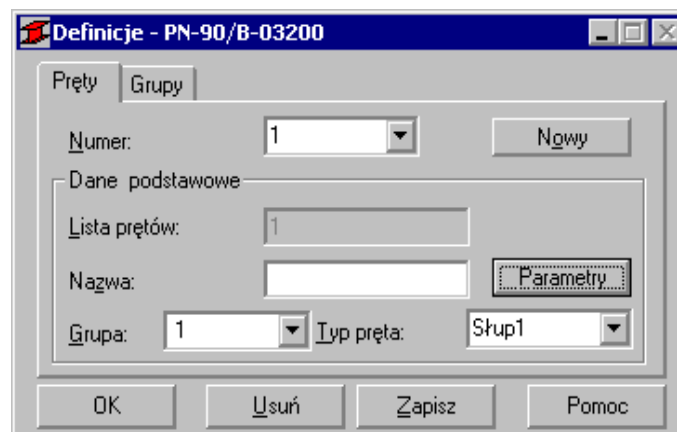 Definicje - PN-90/B-03200
Pręty Grupy
Numer: 1 Nowy
Dane podstawowe
Lista prętów: 1
Nazwa: Parametry
Grupa: 1 Typ pręta: Słup1
OK Usuń Zapisz Pomoc